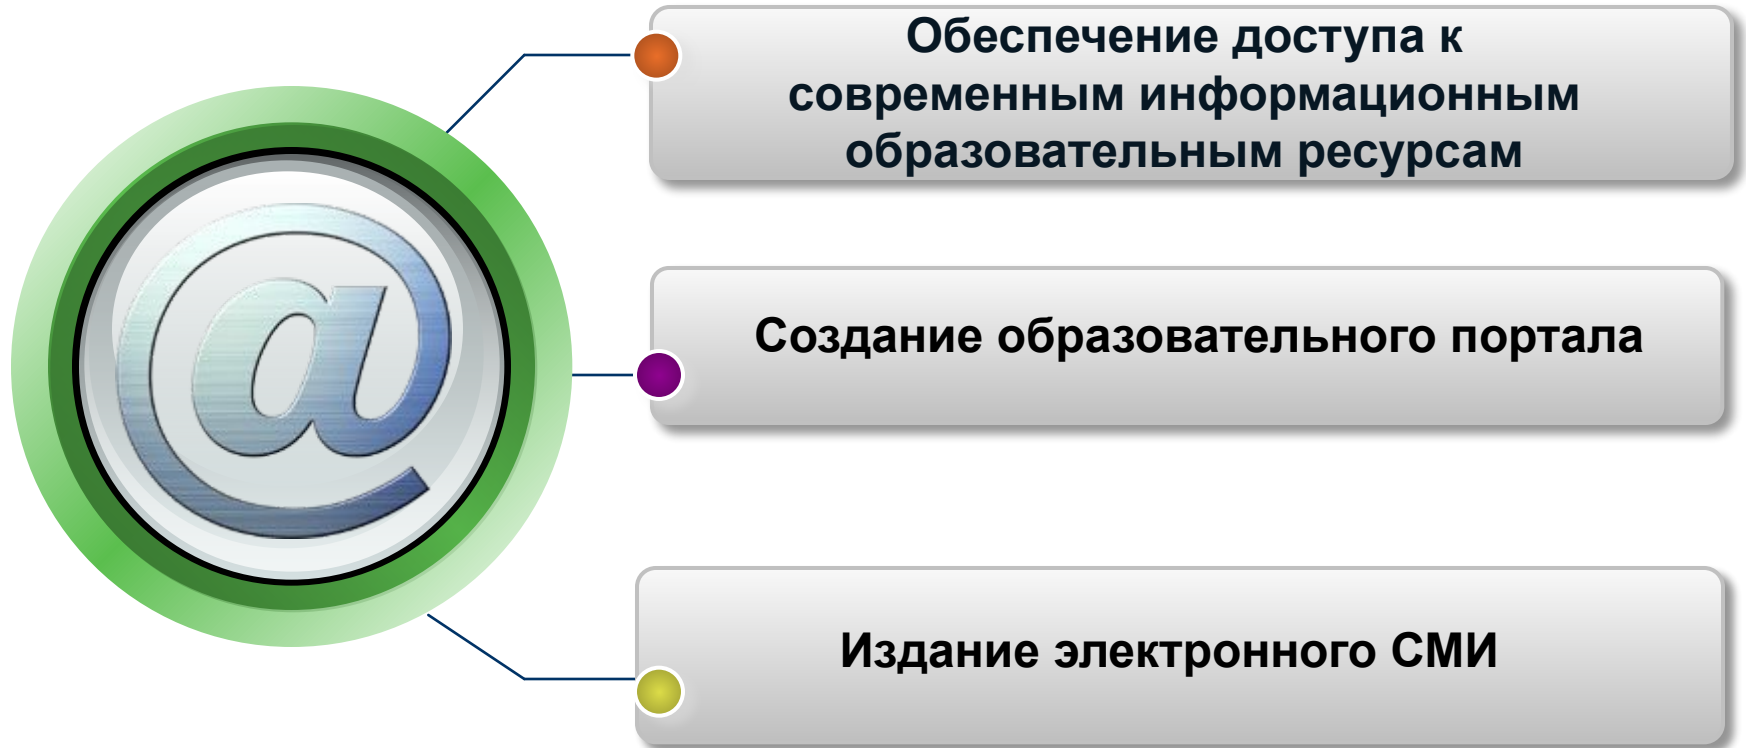 Обеспечение доступа к
современным информационным
образовательным ресурсам
@
Создание образовательного портала
Издание электронного СМИ